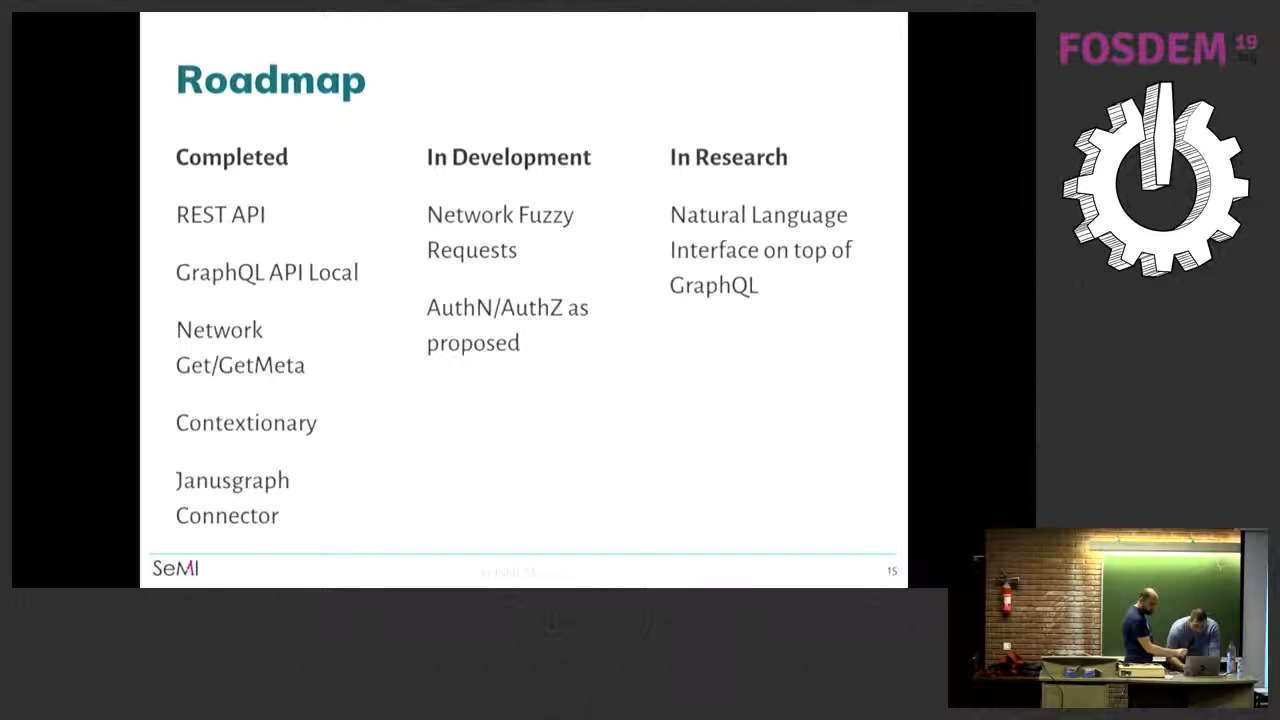 Roadmap
Completed
REST API
GraphQL API Local
Network
Get/GetMeta
Contextionary
Janusgraph
Connector
In Development
Network Fuzzy
Requests
AuthN/AuthZ as
proposed
In Research
Natural Language
Interface on top of
GraphQL
SeMI
15
FOSDEM 19
.org